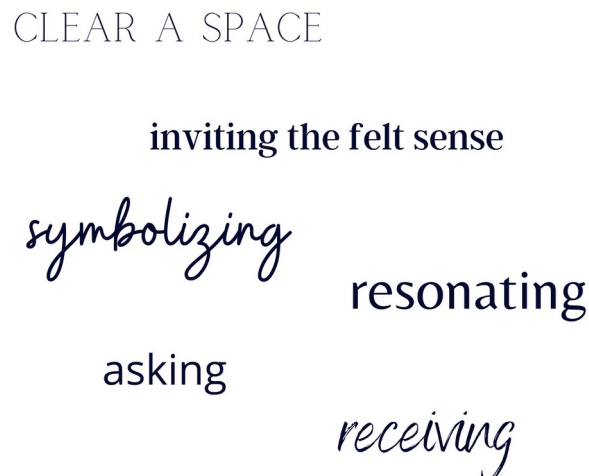 CLEAR A SPACE
inviting the felt sense
symbolizing
resonating
asking
receiving